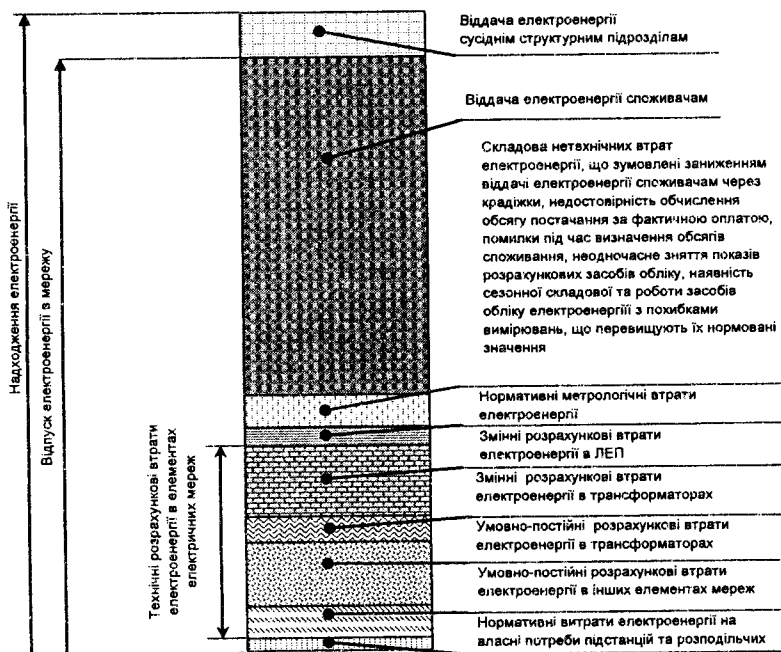 Віддача електроенергії
сусіднім структурним підрозділам
Віддача електроенергії споживачам
Складова нетехнічних втрат
електроенергії, що зумовлені заниженням
віддачі електроенергії споживачам через
крадіжки, недостовірність обчислення
обсягу постачання за фактичною оплатою,
помилки під час визначення обсягів
споживання, неодночасне зняття показів
розрахункових засобів обліку, наявність
сезонної складової та роботи засобів
обліку електроенергіїї з похибками
вимірювань, що перевищують їх нормовані
значення
Нормативні метрологічні втрати
електроенергії
Змінні розрахункові втрати
електроенергії в ЛЕП
Змінні розрахункові втрати
електроенергії в трансформаторах
Умовно-постійні розрахункові втрати
електроенергії в трансформаторах
Умовно-постійні розрахункові втрати
електроенергії в інших елементах мереж
Нормативні витрати електроенергії на
власні потреби підстанцій та розподільчих
Надходження електроенергії
Відпуск електроенергії в мережу
Технічні розрахункові втрати
електроенергії в елементах
електричних мереж